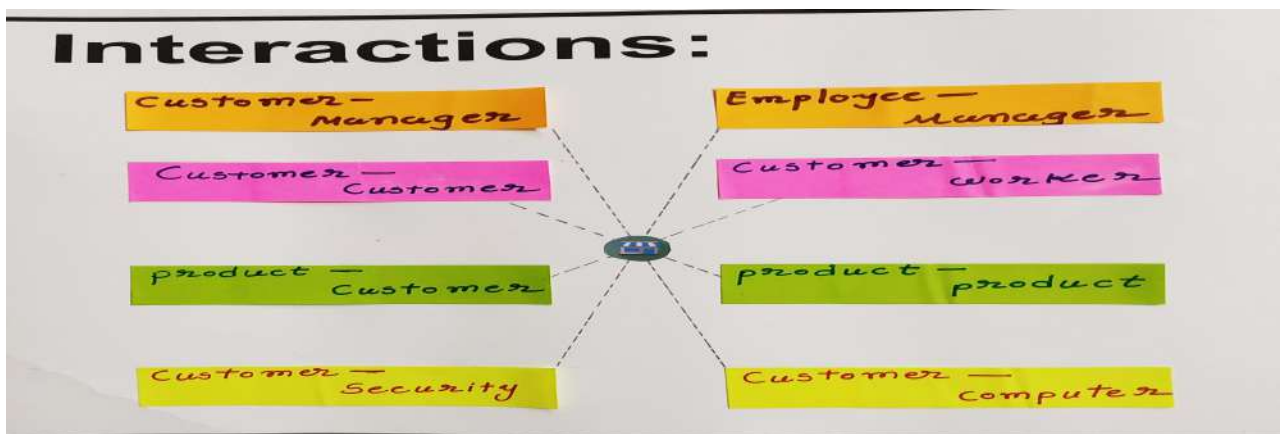 Interactions:
Customer —
Manager
Employee —
Manager
Customer —
Customer
Customer —
Worker
product —
Customer
product —
product
Customer —
Security
Customer —
Computer